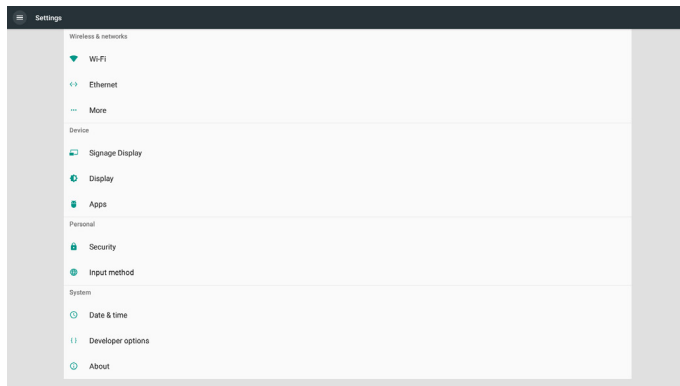 Settings
Wireless & networks
Wi-Fi
Ethernet
More
Device
Signage Display
Display
Apps
Personal
Security
Input method
System
Date & time
Developer options
About